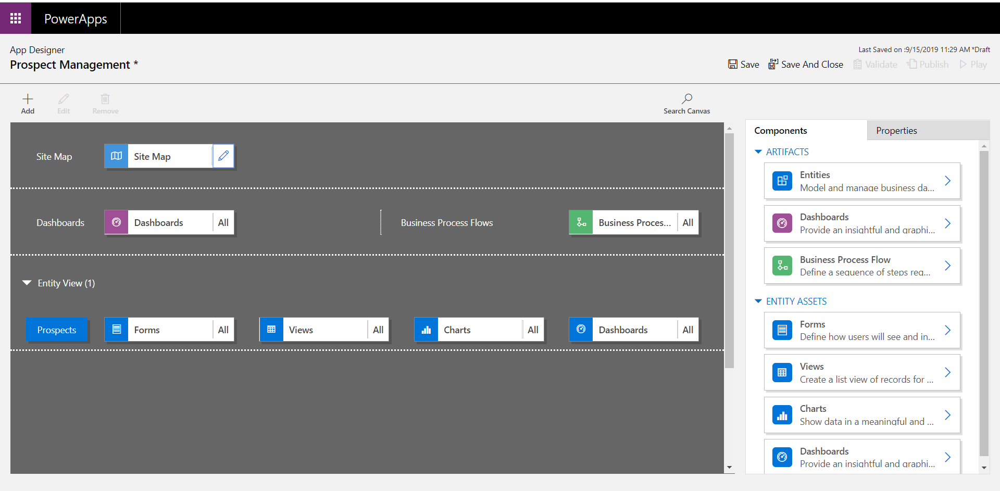 PowerApps
App Designer
Prospect Management *
Last Saved on :9/15/2019 11:29 AM *Draft
Save
Save And Close
Validate
Publish
Play
Add
Edit
Remove
Search Canvas
Site Map
Site Map
Dashboards
Dashboards
All
Business Process Flows
Business Proces...
All
Entity View (1)
Prospects
Forms
All
Views
All
Charts
All
Dashboards
All
Components
Properties
ARTIFACTS
Entities
Model and manage business da...
Dashboards
Provide an insightful and graphi...
Business Process Flow
Define a sequence of steps req...
ENTITY ASSETS
Forms
Define how users will see and in...
Views
Create a list view of records for ...
Charts
Show data in a meaningful and ...
Dashboards
Provide an insightful and graphi...